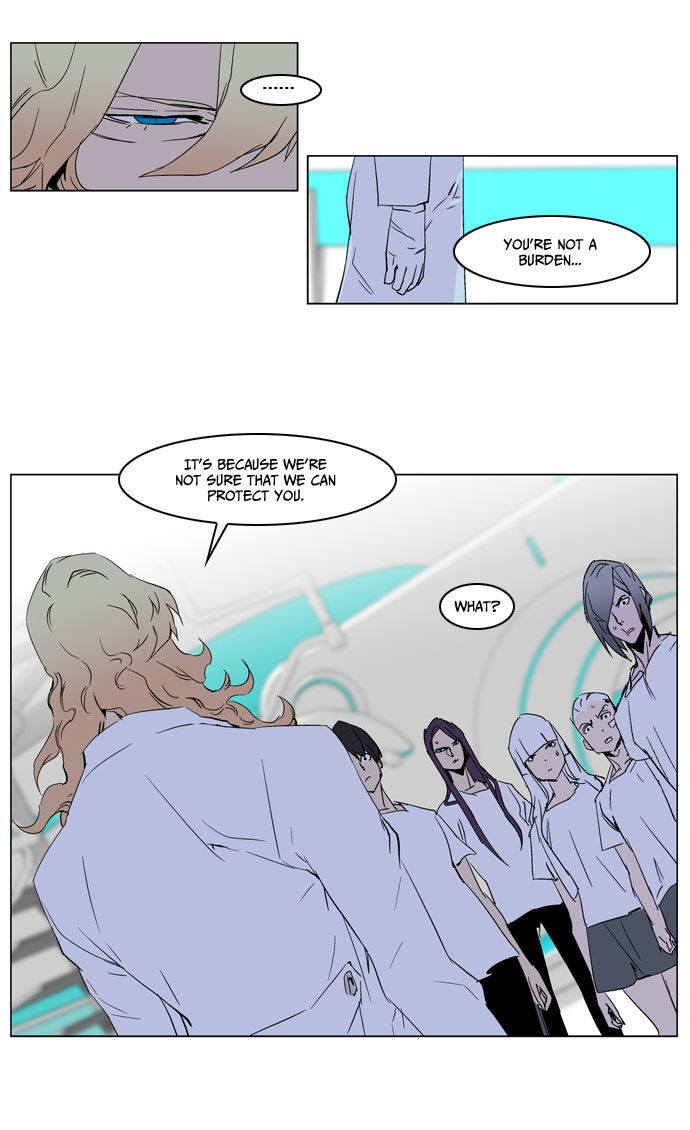 ------
YOU'RE NOT A
BURDEN...
IT'S BECAUSE WE'RE
NOT SURE THAT WE CAN
PROTECT YOU.
WHAT?